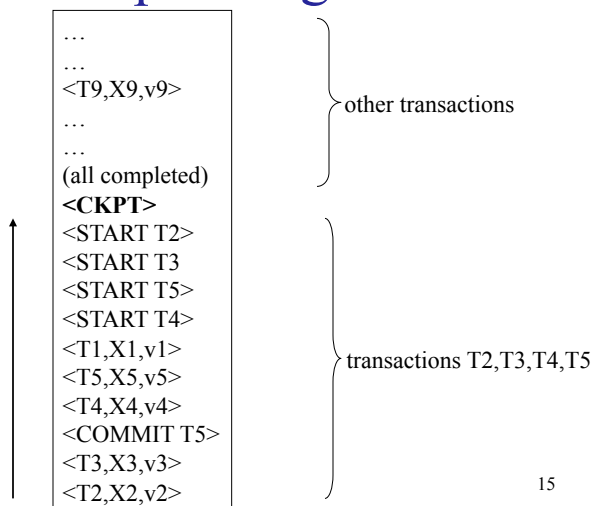 …
…
<T9,X9,v9>
…
…
(all completed)
<CKPT>
<START T2>
<START T3
<START T5>
<START T4>
<T1,X1,v1>
<T5,X5,v5>
<T4,X4,v4>
<COMMIT T5>
<T3,X3,v3>
<T2,X2,v2>
other transactions
transactions T2,T3,T4,T5
15